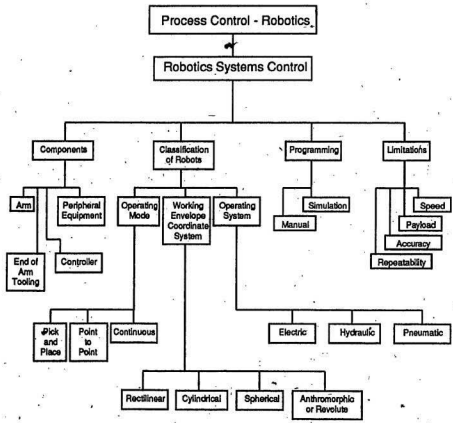 Process Control - Robotics
Robotics Systems Control
Components
Classification
of Robots
Programming
Limitations
Arm
Peripheral
Equipment
Operating
Mode
Working
Envelope
Coordinate
System
Operating
System
Simulation
Manual
Speed
Payload
Accuracy
Repeatability
End of
Arm
Tooling
Controller
Pick
and
Place
Point
to
Point
Continuous
Electric
Hydraulic
Pneumatic
Rectilinear
Cylindrical
Spherical
Anthromorphic
or Revolute